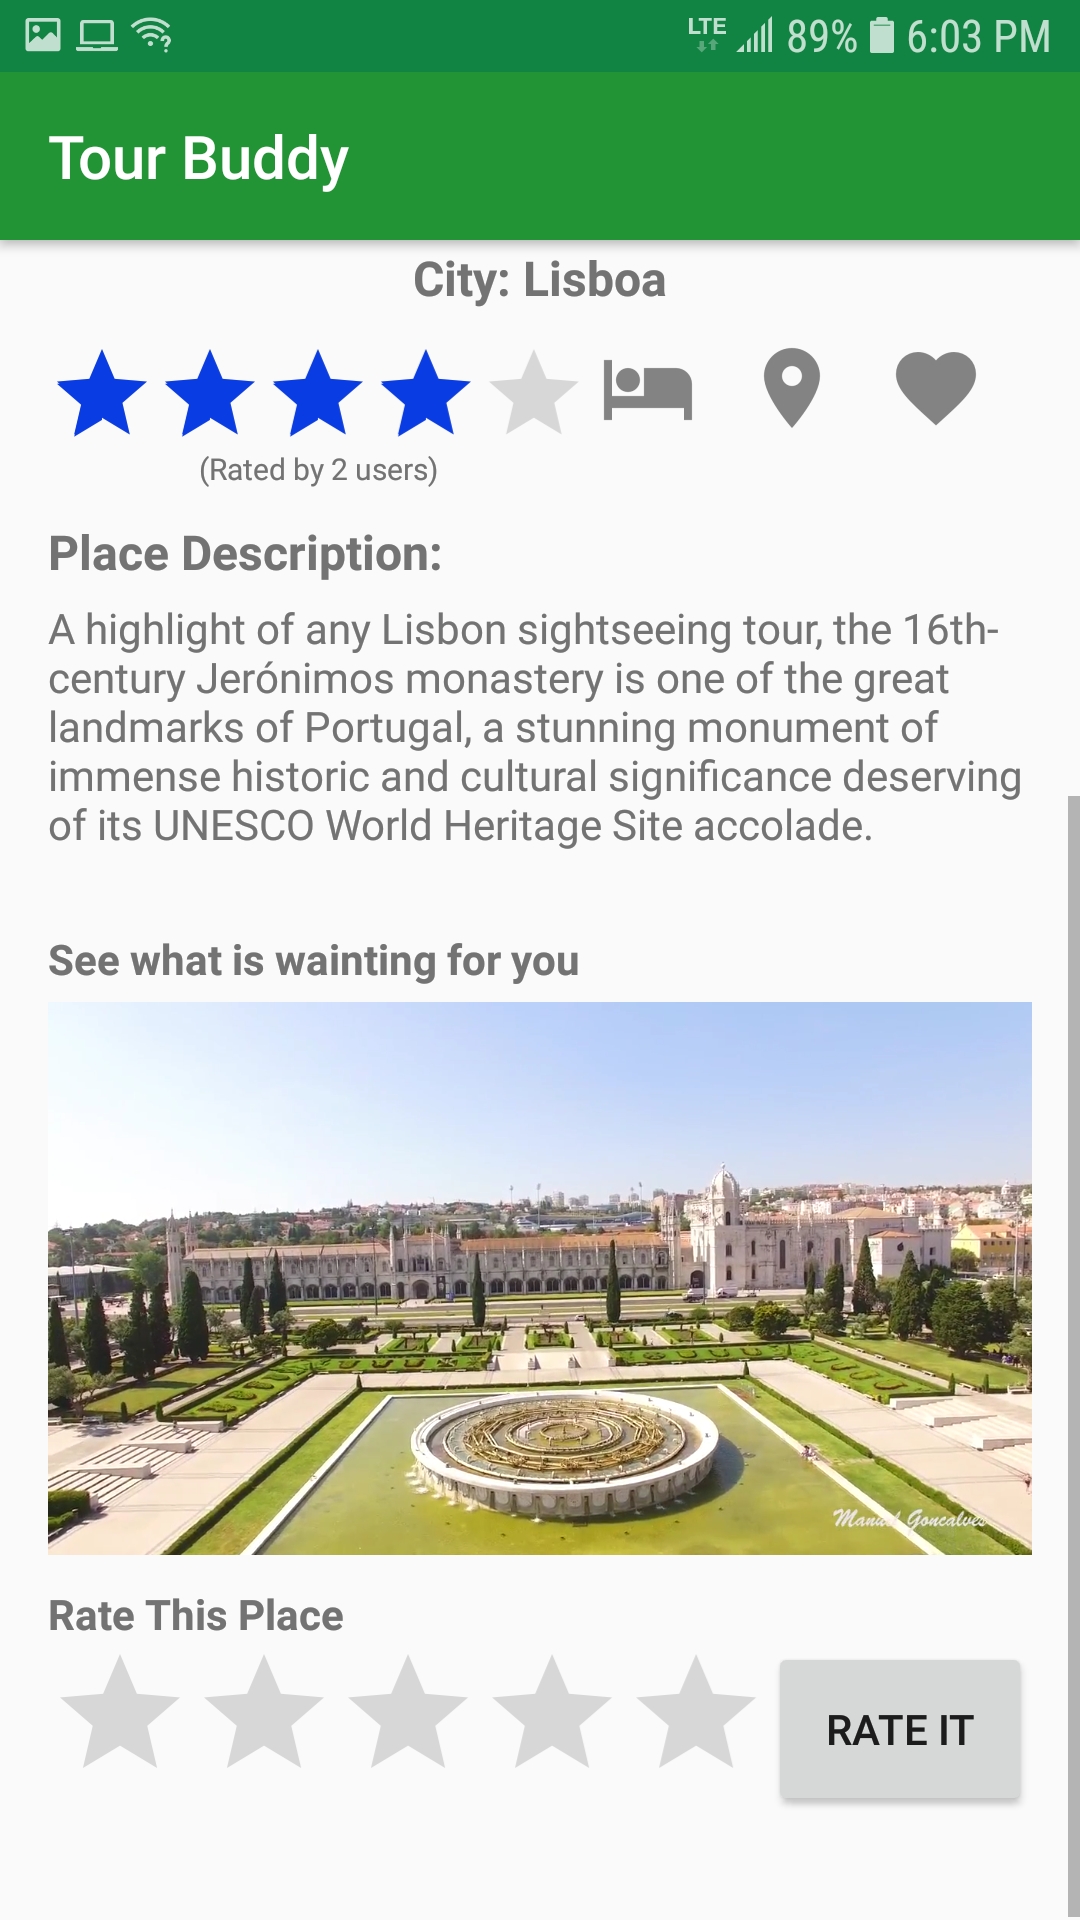 LTE 89% 6:03 PM
Tour Buddy
City: Lisboa
(Rated by 2 users)
Place Description:
A highlight of any Lisbon sightseeing tour, the 16th-
century Jerónimos monastery is one of the great
landmarks of Portugal, a stunning monument of
immense historic and cultural significance deserving
of its UNESCO World Heritage Site accolade.
See what is wainting for you
Manuel Goncalves
Rate This Place
RATE IT